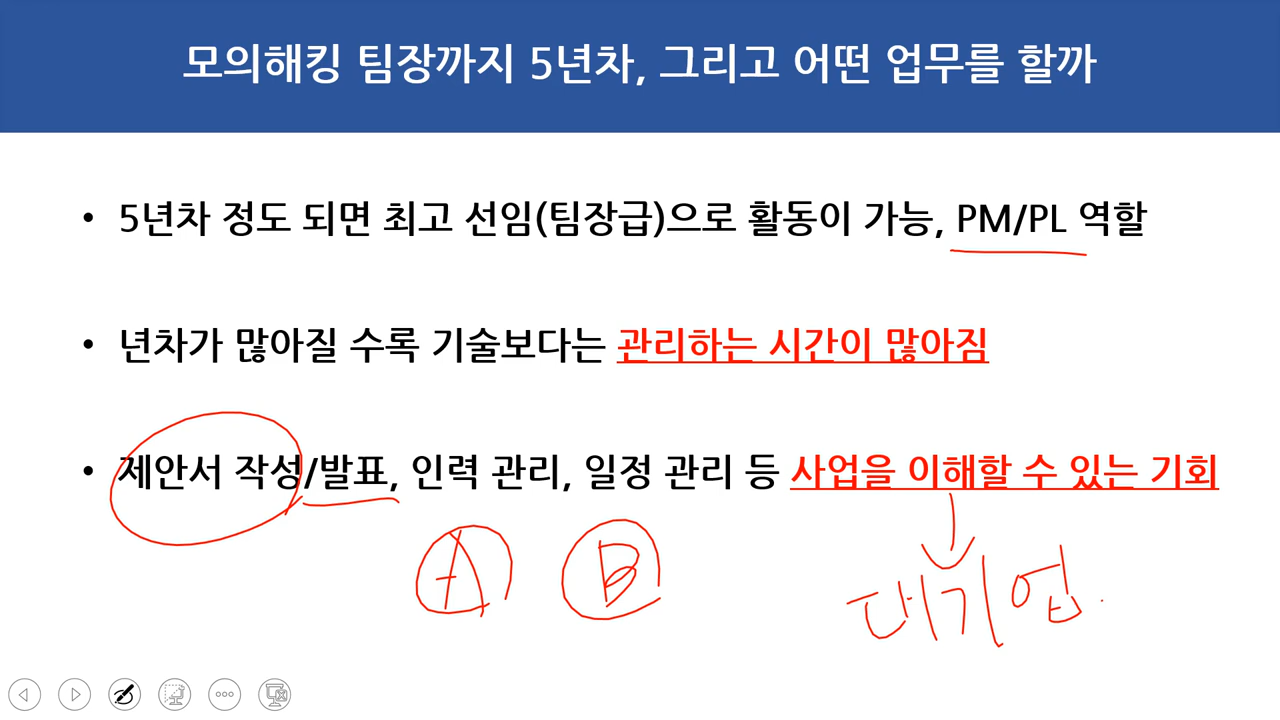 모의해킹 팀장까지 5년차, 그리고 어떤 업무를 할까
• 5년차 정도 되면 최고 선임(팀장급)으로 활동이 가능, PM/PL 역할
• 년차가 많아질 수록 기술보다는 관리하는 시간이 많아짐
• 제안서 작성/발표, 인력 관리, 일정 관리 등 사업을 이해할 수 있는 기회
A B
대기업